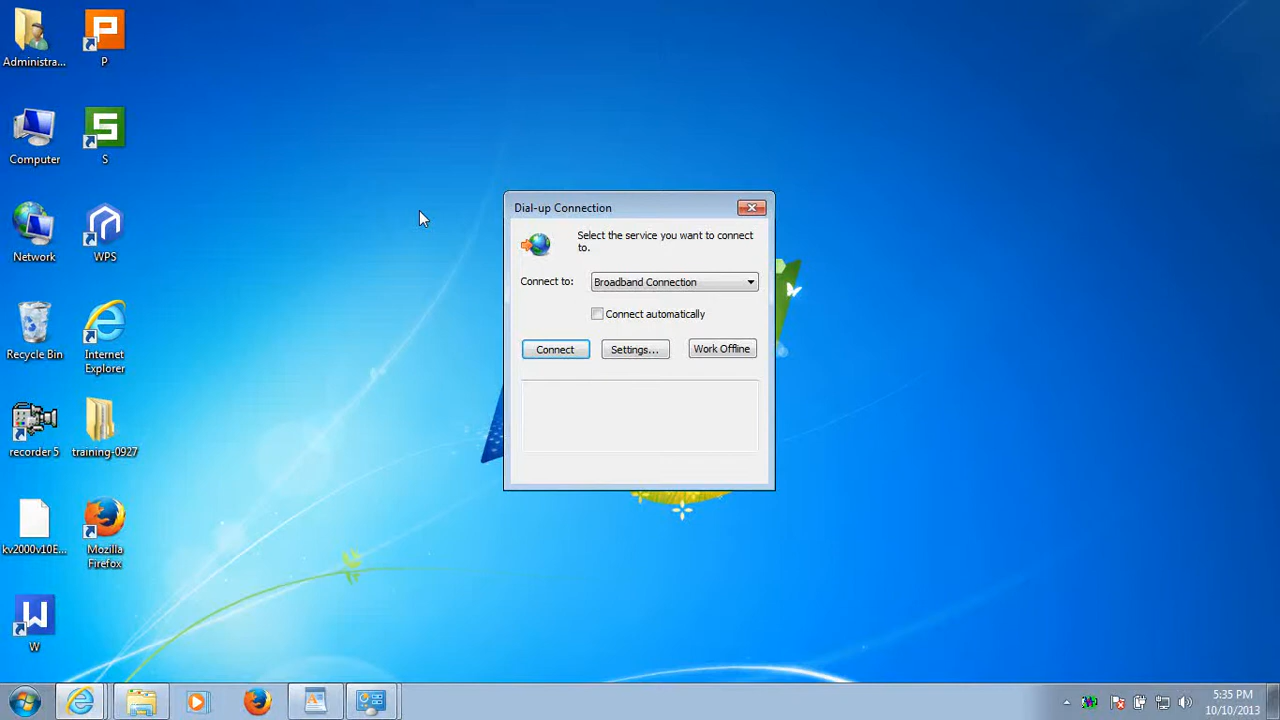 Administra...
P
Computer
S
Network
WPS
Recycle Bin
Internet
Explorer
recorder 5
training-0927
kv2000v10E...
Mozilla
Firefox
W
W
Dial-up Connection
Select the service you want to connect
to.
Connect to:
Broadband Connection
Connect automatically
Connect
Settings...
Work Offline
5:35 PM
10/10/2013